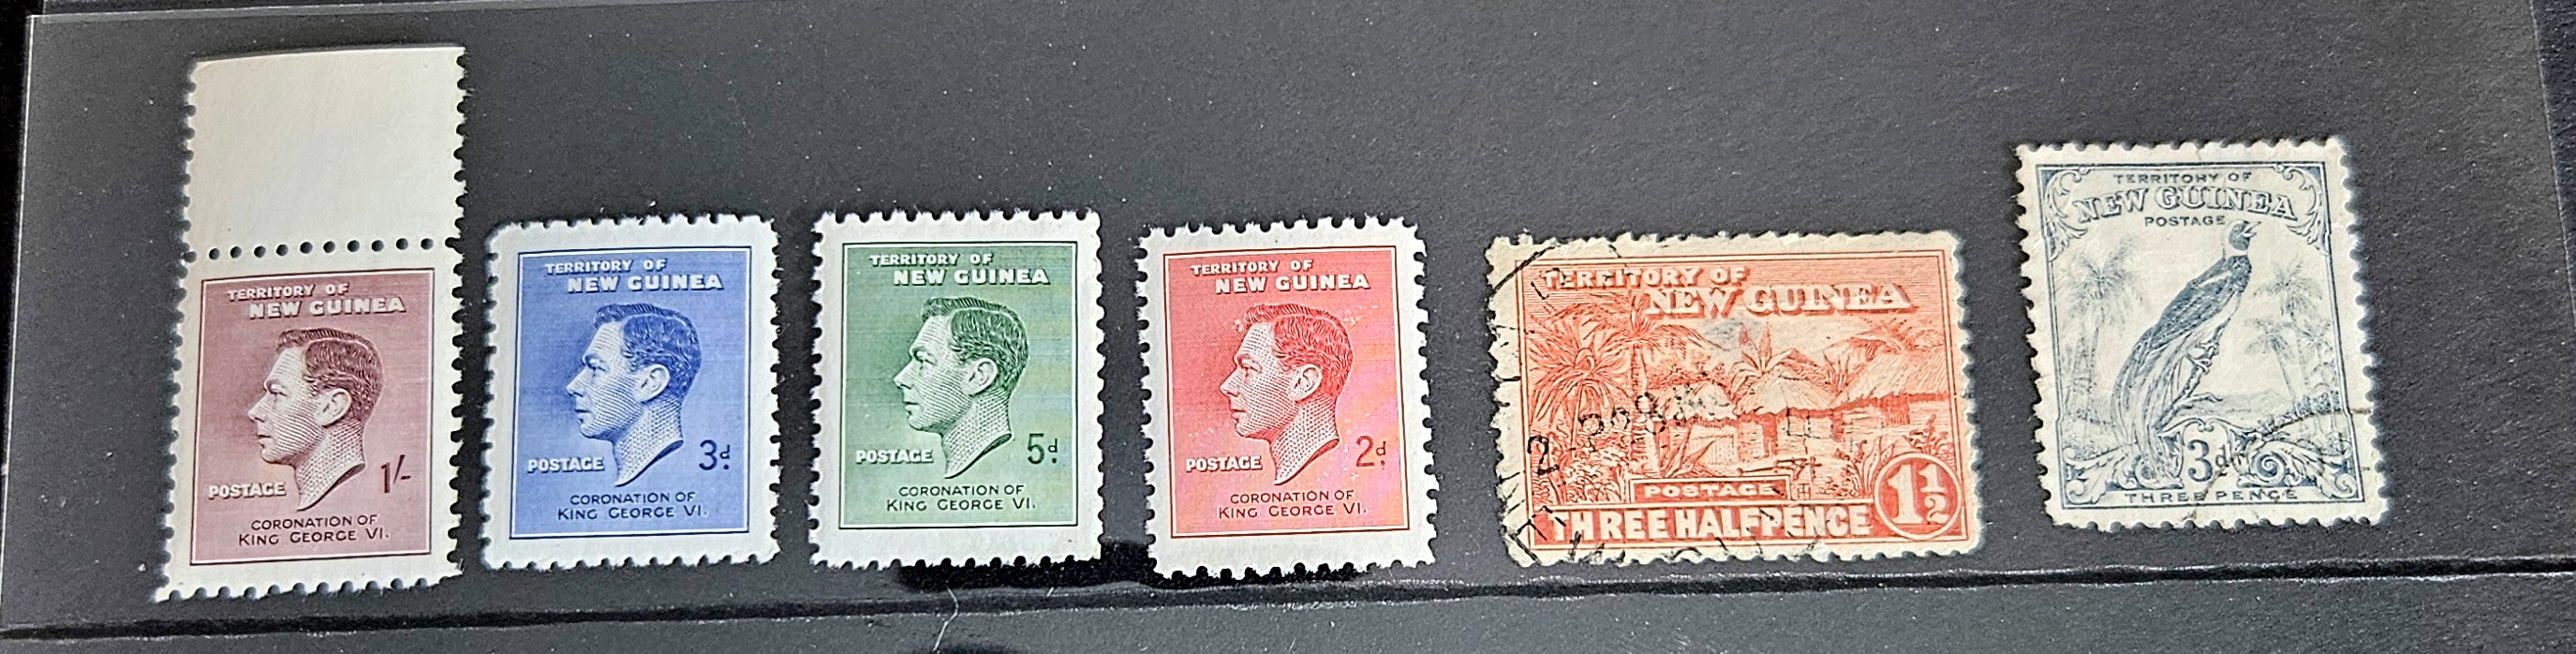 TERRITORY OF
NEW GUINEA
POSTAGE
1/-
CORONATION OF
KING GEORGE VI.
TERRITORY OF
NEW GUINEA
POSTAGE
3d.
CORONATION OF
KING GEORGE VI.
TERRITORY OF
NEW GUINEA
POSTAGE
5d.
CORONATION OF
KING GEORGE VI.
TERRITORY OF
NEW GUINEA
POSTAGE
2d.
CORONATION OF
KING GEORGE VI.
TERRITORY OF
NEW GUINEA
POSTAGE
THREE HALFPENCE
1½
TERRITORY OF
NEW GUINEA
POSTAGE
3d
THREE PENCE